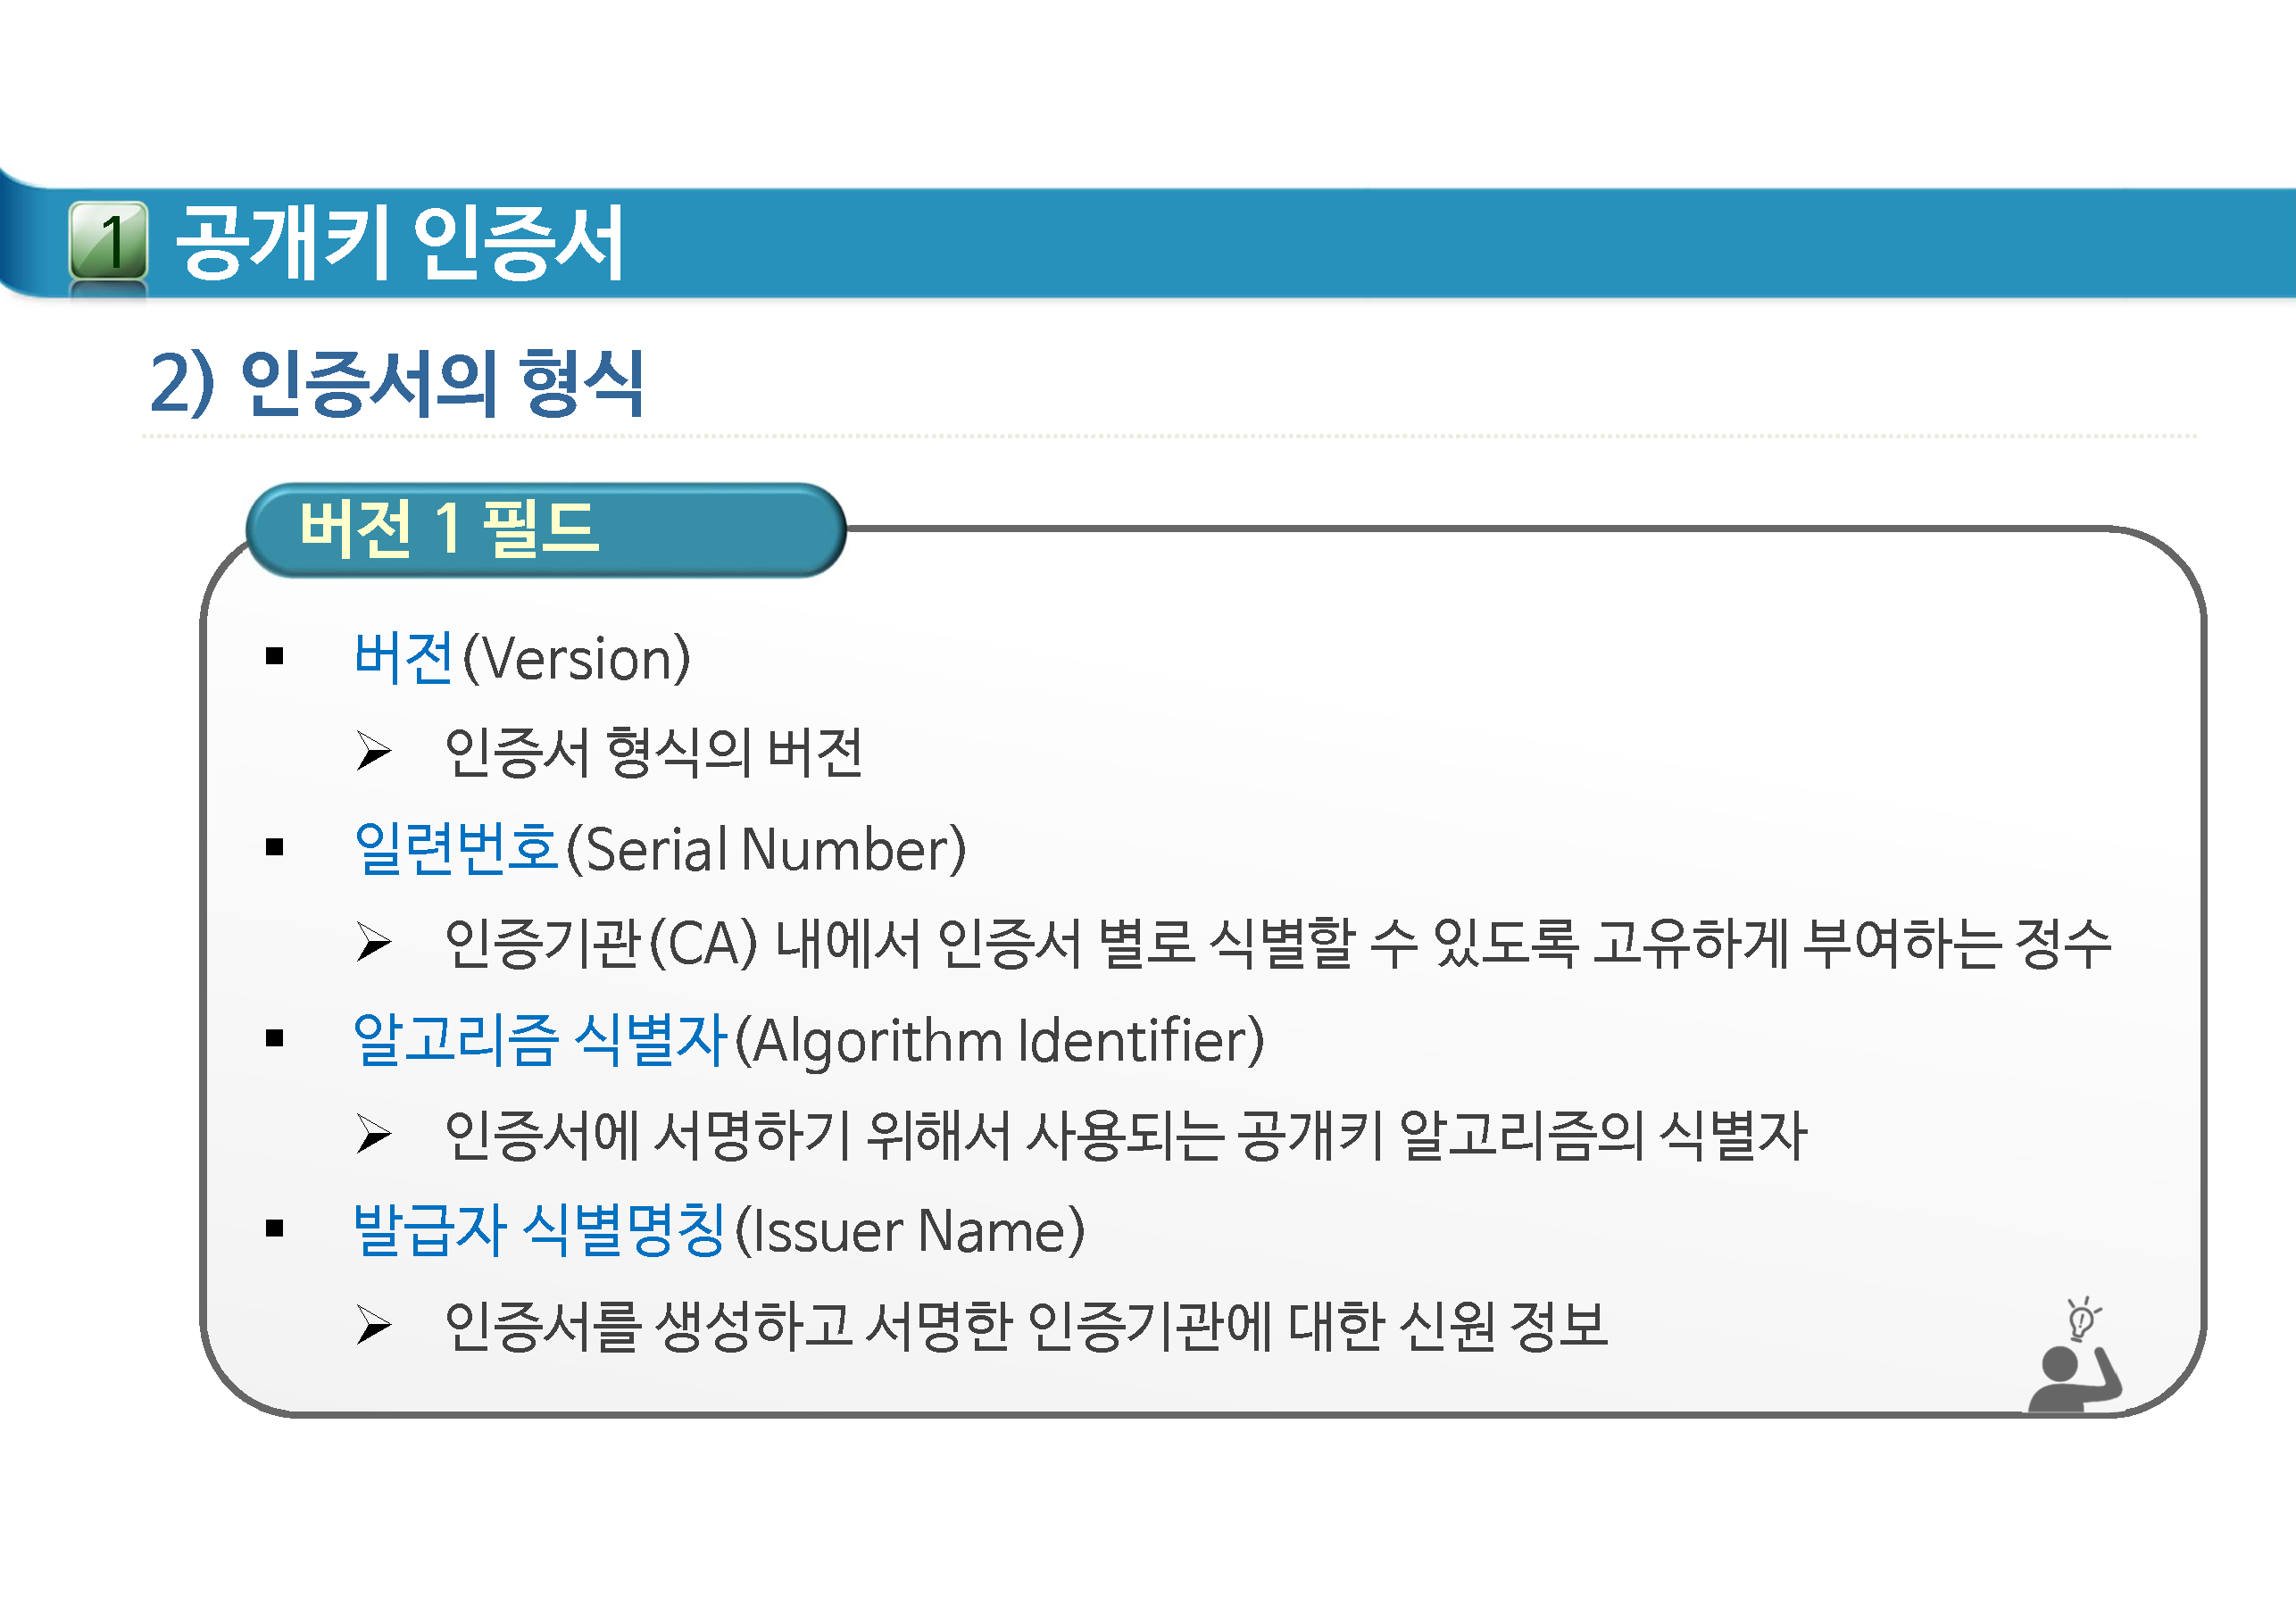 1 공개키 인증서
2) 인증서의 형식
버전 1 필드
▪ 버전(Version)
➢ 인증서 형식의 버전
▪ 일련번호(Serial Number)
➢ 인증기관(CA) 내에서 인증서 별로 식별할 수 있도록 고유하게 부여하는 정수
▪ 알고리즘 식별자(Algorithm Identifier)
➢ 인증서에 서명하기 위해서 사용되는 공개키 알고리즘의 식별자
▪ 발급자 식별명칭(Issuer Name)
➢ 인증서를 생성하고 서명한 인증기관에 대한 신원 정보